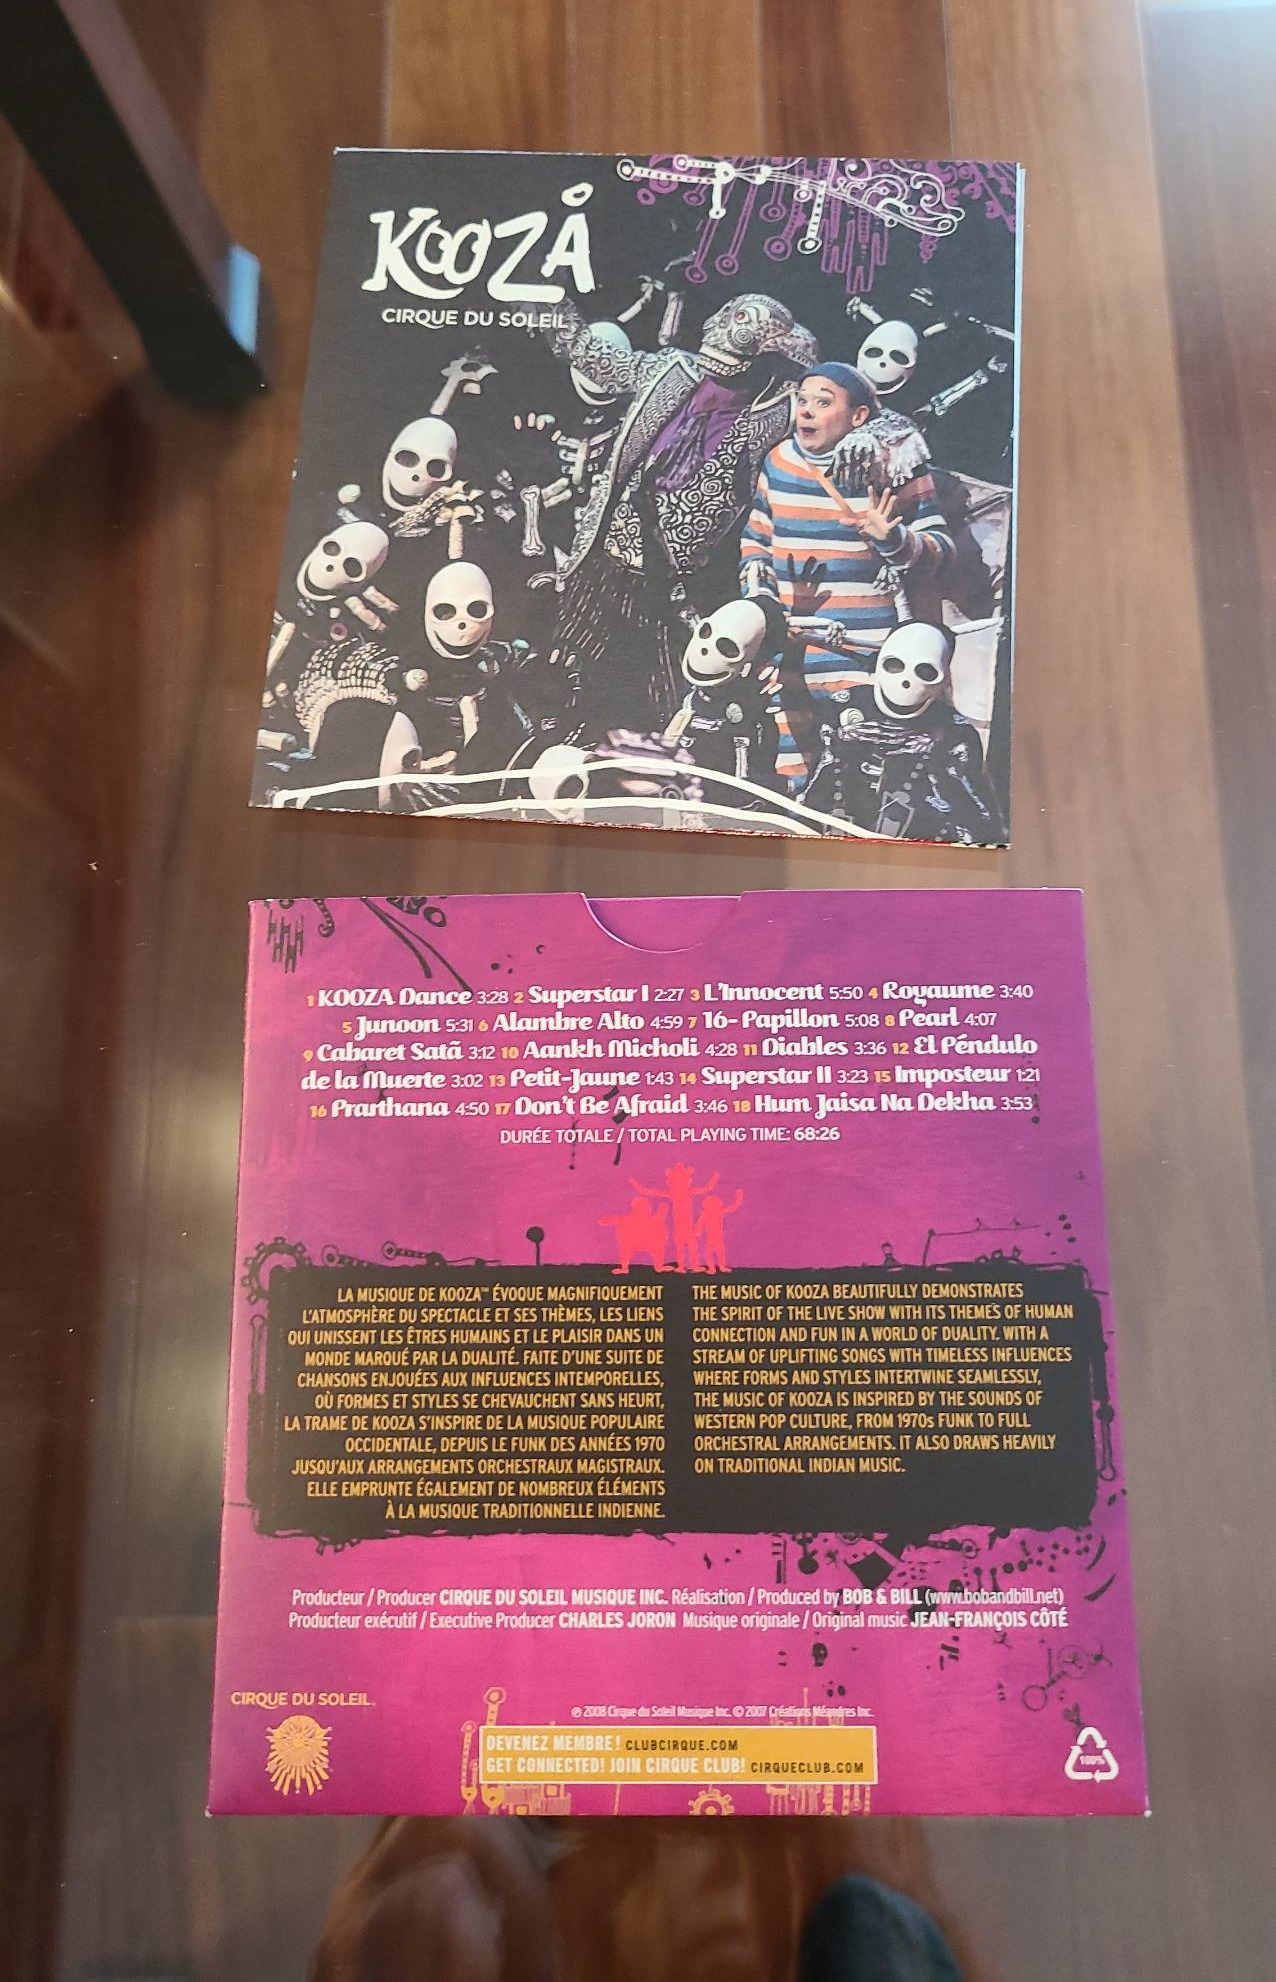 KOOZÅ
CIRQUE DU SOLEIL
1 KOOZA Dance 3:28 2 Superstar I 2:27 3 L'Innocent 5:50 4 Royaume 3:40
5 Junoon 5:31 6 Alambre Alto 4:59 7 16- Papillon 5:08 8 Pearl 4:07
9 Cabaret Satã 3:12 10 Aankh Micholi 4:28 11 Diables 3:36 12 El Péndulo
de la Muerte 3:02 13 Petit-Jaune 1:43 14 Superstar II 3:23 15 Imposteur 1:21
16 Prarthana 4:50 17 Don't Be Afraid 3:46 18 Hum Jaisa Na Dekha 3:53
DURÉE TOTALE / TOTAL PLAYING TIME: 68:26
LA MUSIQUE DE KOOZA™ ÉVOQUE MAGNIFIQUEMENT
L'ATMOSPHÈRE DU SPECTACLE ET SES THÈMES, LES LIENS
QUI UNISSENT LES ÊTRES HUMAINS ET LE PLAISIR DANS UN
MONDE MARQUÉ PAR LA DUALITÉ. FAITE D'UNE SUITE DE
CHANSONS ENJOUÉES AUX INFLUENCES INTEMPORELLES,
OÙ FORMES ET STYLES SE CHEVAUCHENT SANS HEURT,
LA TRAME DE KOOZA S'INSPIRE DE LA MUSIQUE POPULAIRE
OCCIDENTALE, DEPUIS LE FUNK DES ANNÉES 1970
JUSQU'AUX ARRANGEMENTS ORCHESTRAUX MAGISTRAUX.
ELLE EMPRUNTE ÉGALEMENT DE NOMBREUX ÉLÉMENTS
À LA MUSIQUE TRADITIONNELLE INDIENNE.
THE MUSIC OF KOOZA BEAUTIFULLY DEMONSTRATES
THE SPIRIT OF THE LIVE SHOW WITH ITS THEMES OF HUMAN
CONNECTION AND FUN IN A WORLD OF DUALITY. WITH A
STREAM OF UPLIFTING SONGS WITH TIMELESS INFLUENCES
WHERE FORMS AND STYLES INTERTWINE SEAMLESSLY,
THE MUSIC OF KOOZA IS INSPIRED BY THE SOUNDS OF
WESTERN POP CULTURE, FROM 1970s FUNK TO FULL
ORCHESTRAL ARRANGEMENTS. IT ALSO DRAWS HEAVILY
ON TRADITIONAL INDIAN MUSIC.
Producteur / Producer CIRQUE DU SOLEIL MUSIQUE INC. Réalisation / Produced by BOB & BILL (www.bobandbill.net)
Producteur exécutif / Executive Producer CHARLES JORON Musique originale / Original music JEAN-FRANÇOIS CÔTÉ
CIRQUE DU SOLEIL.
℗ 2008 Cirque du Soleil Musique Inc. © 2007 Créations Méandres Inc.
DEVENEZ MEMBRE! CLUBCIRQUE.COM
GET CONNECTED! JOIN CIRQUE CLUB! CIRQUECLUB.COM
100%